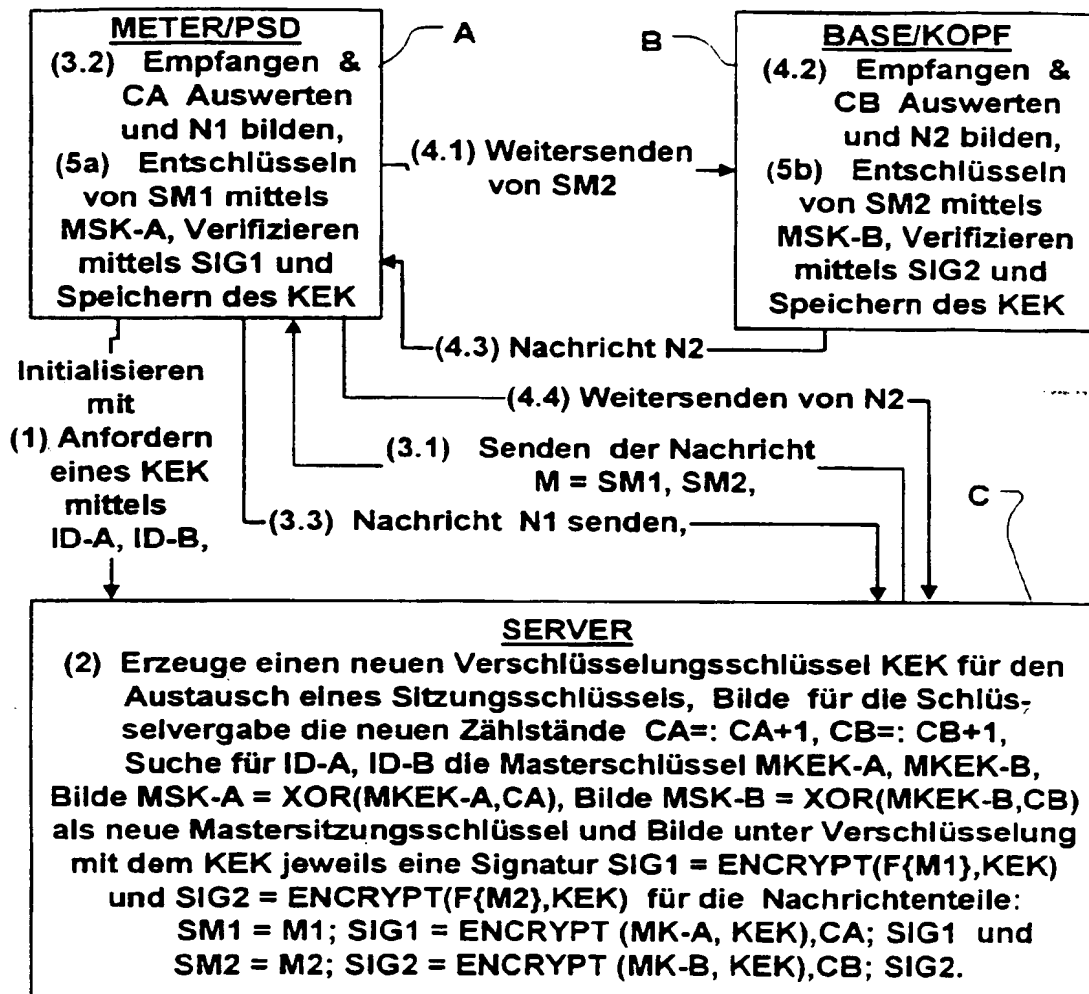 METER/PSD
(3.2) Empfangen &
CA Auswerten
und N1 bilden,
(5a) Entschlüsseln
von SM1 mittels
MSK-A, Verifizieren
mittels SIG1 und
Speichern des KEK
A
B
BASE/KOPF
(4.2) Empfangen &
CB Auswerten
und N2 bilden,
(5b) Entschlüsseln
von SM2 mittels
MSK-B, Verifizieren
mittels SIG2 und
Speichern des KEK
(4.1) Weitersenden
von SM2
(4.3) Nachricht N2
(4.4) Weitersenden von N2
Initialisieren
mit
(1) Anfordern
eines KEK
mittels
ID-A, ID-B,
(3.1) Senden der Nachricht
M = SM1, SM2,
(3.3) Nachricht N1 senden,
C
SERVER
(2) Erzeuge einen neuen Verschlüsselungsschlüssel KEK für den
Austausch eines Sitzungsschlüssels, Bilde für die Schlüs-
selvergabe die neuen Zählstände CA=: CA+1, CB=: CB+1,
Suche für ID-A, ID-B die Masterschlüssel MKEK-A, MKEK-B,
Bilde MSK-A = XOR(MKEK-A,CA), Bilde MSK-B = XOR(MKEK-B,CB)
als neue Mastersitzungsschlüssel und Bilde unter Verschlüsselung
mit dem KEK jeweils eine Signatur SIG1 = ENCRYPT(F{M1},KEK)
und SIG2 = ENCRYPT(F{M2},KEK) für die Nachrichtenteile:
SM1 = M1; SIG1 = ENCRYPT (MK-A, KEK),CA; SIG1 und
SM2 = M2; SIG2 = ENCRYPT (MK-B, KEK),CB; SIG2.